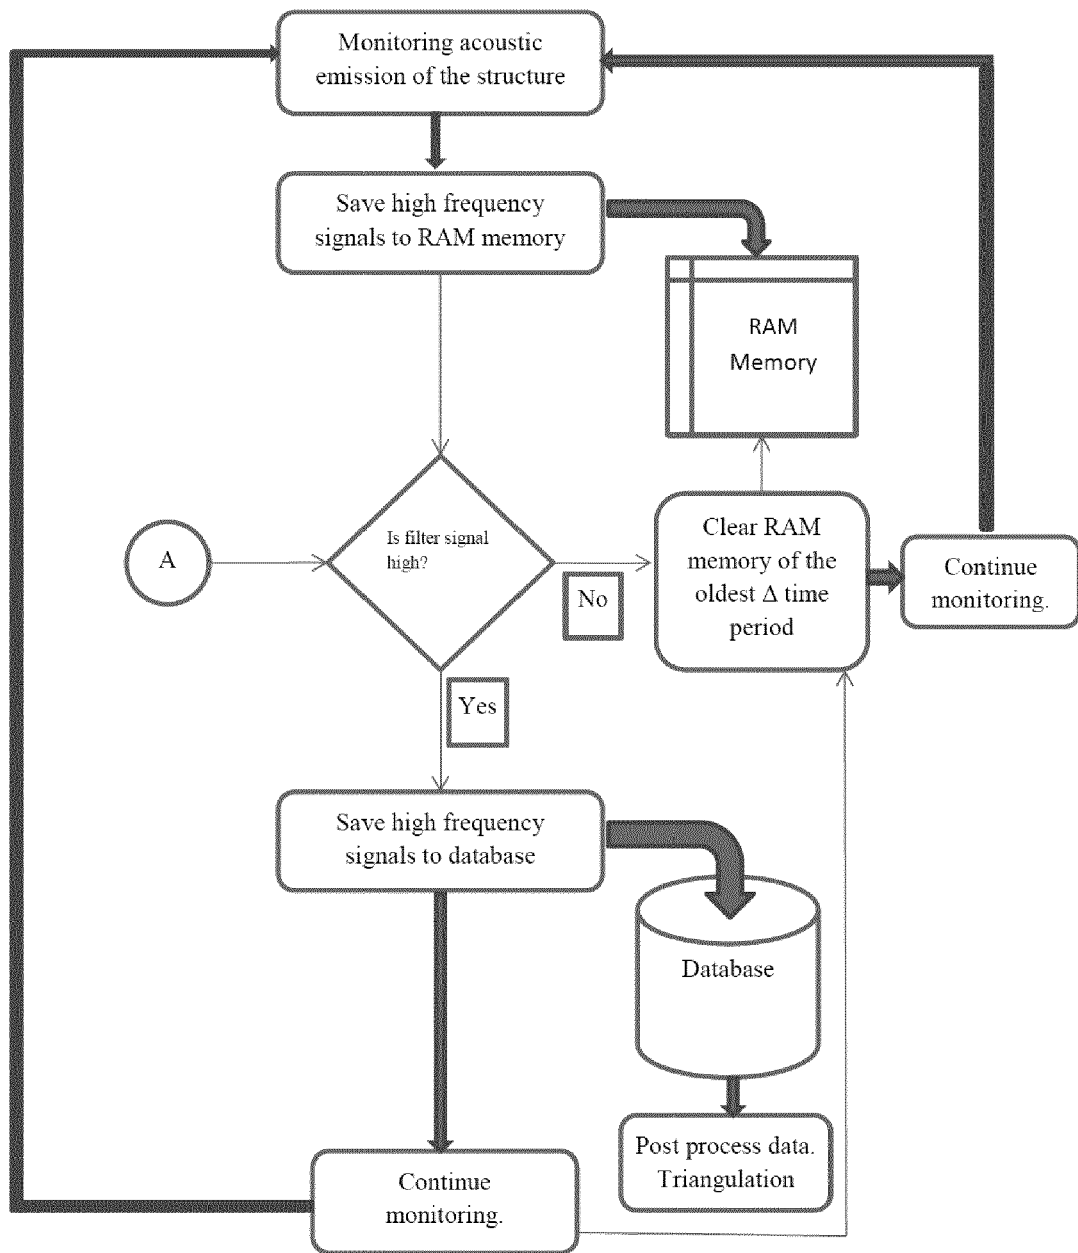 Monitoring acoustic
emission of the structure
Save high frequency
signals to RAM memory
RAM
Memory
A
Is filter signal
high?
No
Clear RAM
memory of the
oldest Δ time
period
Continue
monitoring.
Yes
Save high frequency
signals to database
Database
Post process data.
Triangulation
Continue
monitoring.